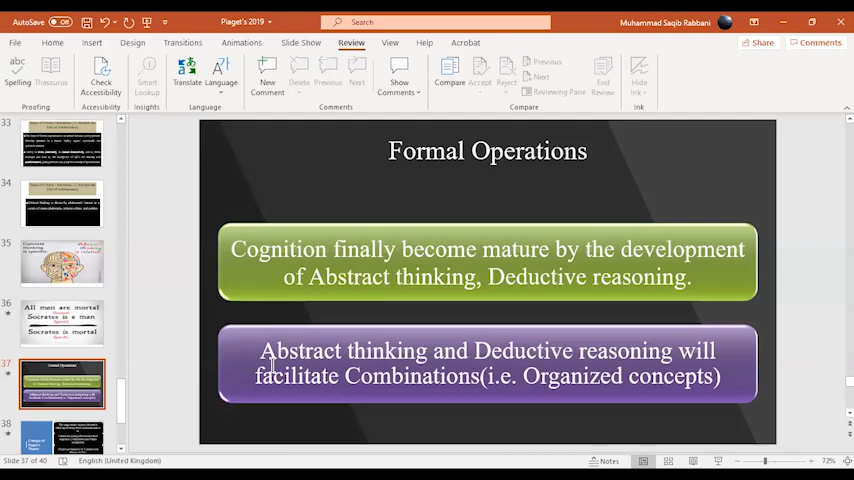 AutoSave Off Piaget's 2019 Search Muhammad Saqib Rabbani
File Home Insert Design Transitions Animations Slide Show Review View Help Acrobat Share Comments
abc
Spelling Thesaurus
Proofing
Check
Accessibility
Accessibility
Smart
Lookup
Insights
Translate Language
Language
New
Comment
Delete Previous Next
Show
Comments
Comments
Compare Accept Reject
Previous
Next
Reviewing Pane
Compare
End
Review
Hide
Ink
Ink
33
34
35
36
All men are mortal
Socrates is a man
Socrates is mortal
37
Formal Operations
38
Formal Operations
Cognition finally become mature by the development
of Abstract thinking, Deductive reasoning.
Abstract thinking and Deductive reasoning will
facilitate Combinations(i.e. Organized concepts)
Slide 37 of 40 English (United Kingdom) Notes 72%